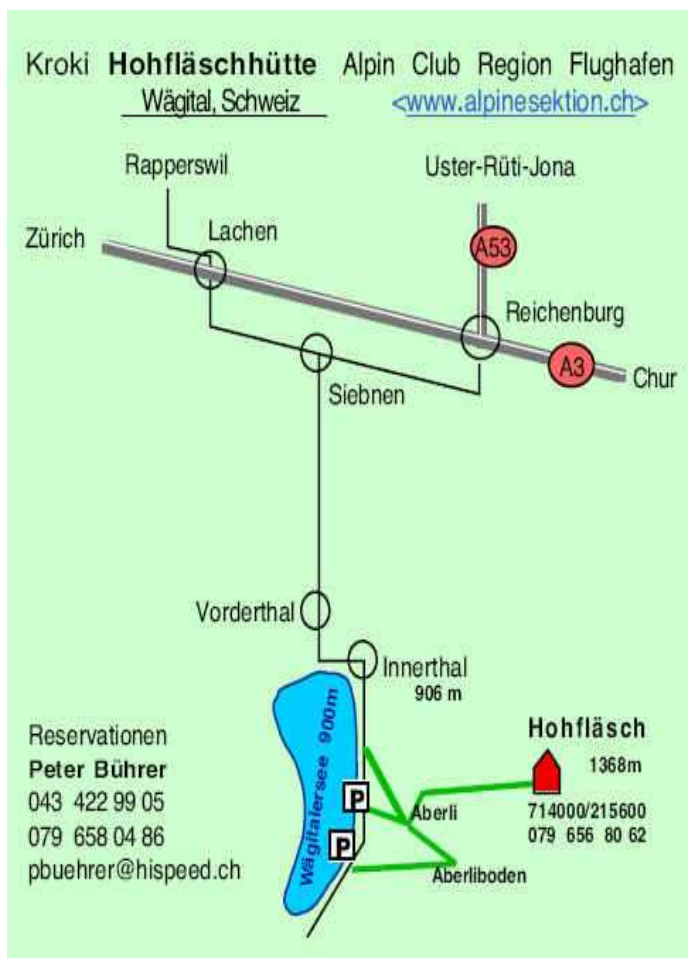 Kroki Hohfläschhütte Alpin Club Region Flughafen
Wägital, Schweiz <www.alpinesektion.ch>
Rapperswil Uster-Rüti-Jona
Zürich Lachen A53
Reichenburg
A3 Chur
Siebnen
Vorderthal
Innerthal
906 m
Wägitalersee 900m
P
P
Aberli
Aberliboden
Hohfläsch
1368m
714000/215600
079 656 80 62
Reservationen
Peter Bührer
043 422 99 05
079 658 04 86
pbuehrer@hispeed.ch